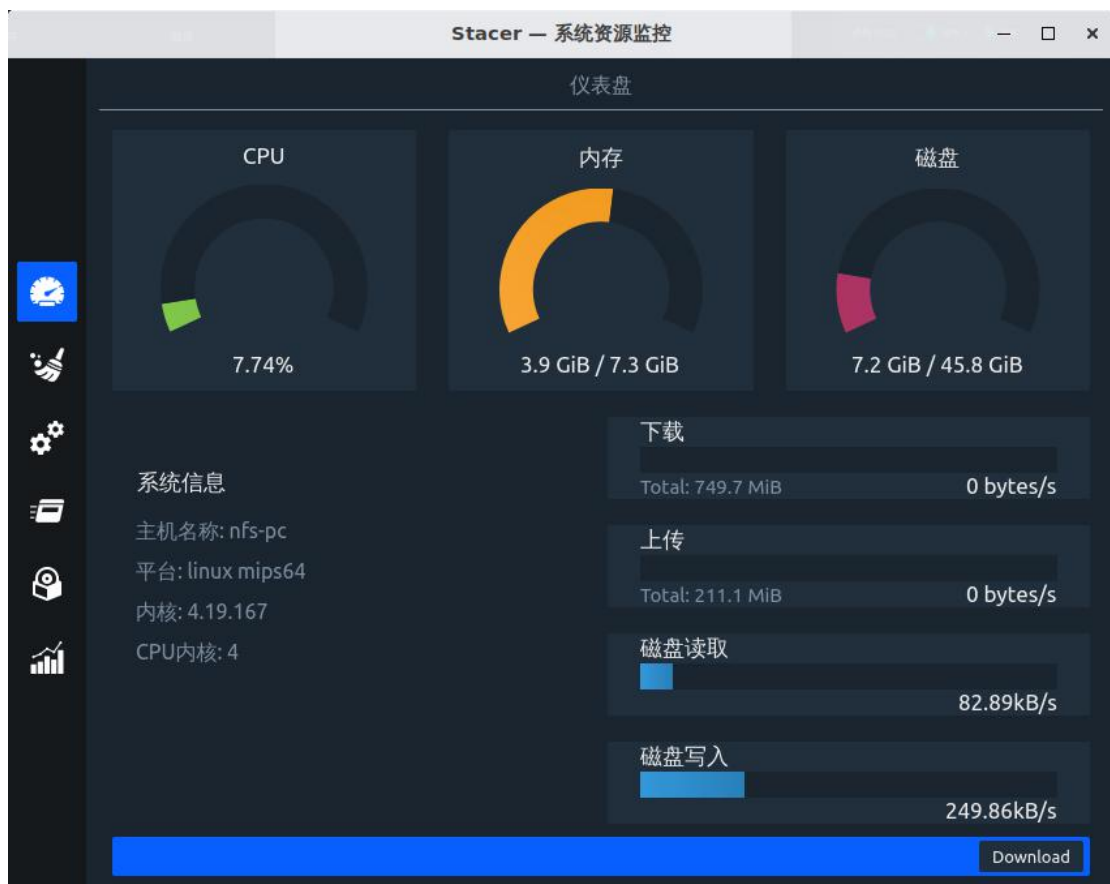 Stacer — 系统资源监控
仪表盘
CPU
7.74%
内存
3.9 GiB / 7.3 GiB
磁盘
7.2 GiB / 45.8 GiB
系统信息
主机名称: nfs-pc
平台: linux mips64
内核: 4.19.167
CPU内核: 4
下载
Total: 749.7 MiB
0 bytes/s
上传
Total: 211.1 MiB
0 bytes/s
磁盘读取
82.89kB/s
磁盘写入
249.86kB/s
Download